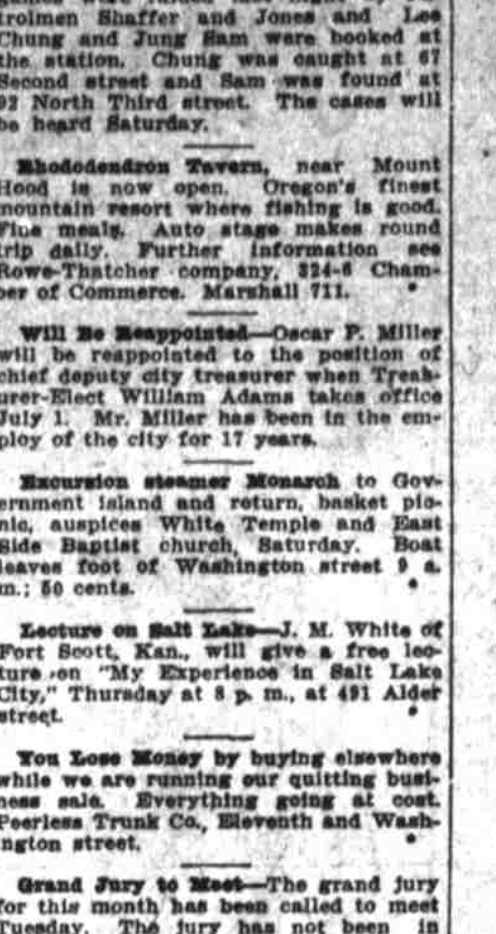 trolmen Shaffer and Jones and Lee
Chung and Jung Sam were booked at
the station. Chung was caught at 67
Second street and Sam was found at
92 North Third street. The cases will
be heard Saturday.
Rhododendron Tavern, near Mount
Hood is now open. Oregon's finest
mountain resort where fishing is good.
Fine meals. Auto stage makes round
trip daily. Further information see
Rowe-Thatcher company, 324-6 Cham-
ber of Commerce. Marshall 711. *
Will Be Reappointed—Oscar P. Miller
will be reappointed to the position of
chief deputy city treasurer when Treas-
urer-Elect William Adams takes office
July 1. Mr. Miller has been in the em-
ploy of the city for 17 years.
Excursion steamer Monarch to Gov-
ernment island and return, basket pic-
nic, auspices White Temple and East
Side Baptist church, Saturday. Boat
leaves foot of Washington street 9 a.
m.; 50 cents. *
Lecture on Salt Lake—J. M. White of
Fort Scott, Kan., will give a free lec-
ture on "My Experience in Salt Lake
City," Thursday at 8 p. m., at 491 Alder
street. *
You Lose Money by buying elsewhere
while we are running our quitting busi-
ness sale. Everything going at cost.
Peerless Trunk Co., Eleventh and Wash-
ington street. *
Grand Jury to Meet—The grand jury
for this month has been called to meet
Tuesday. The jury has not been in